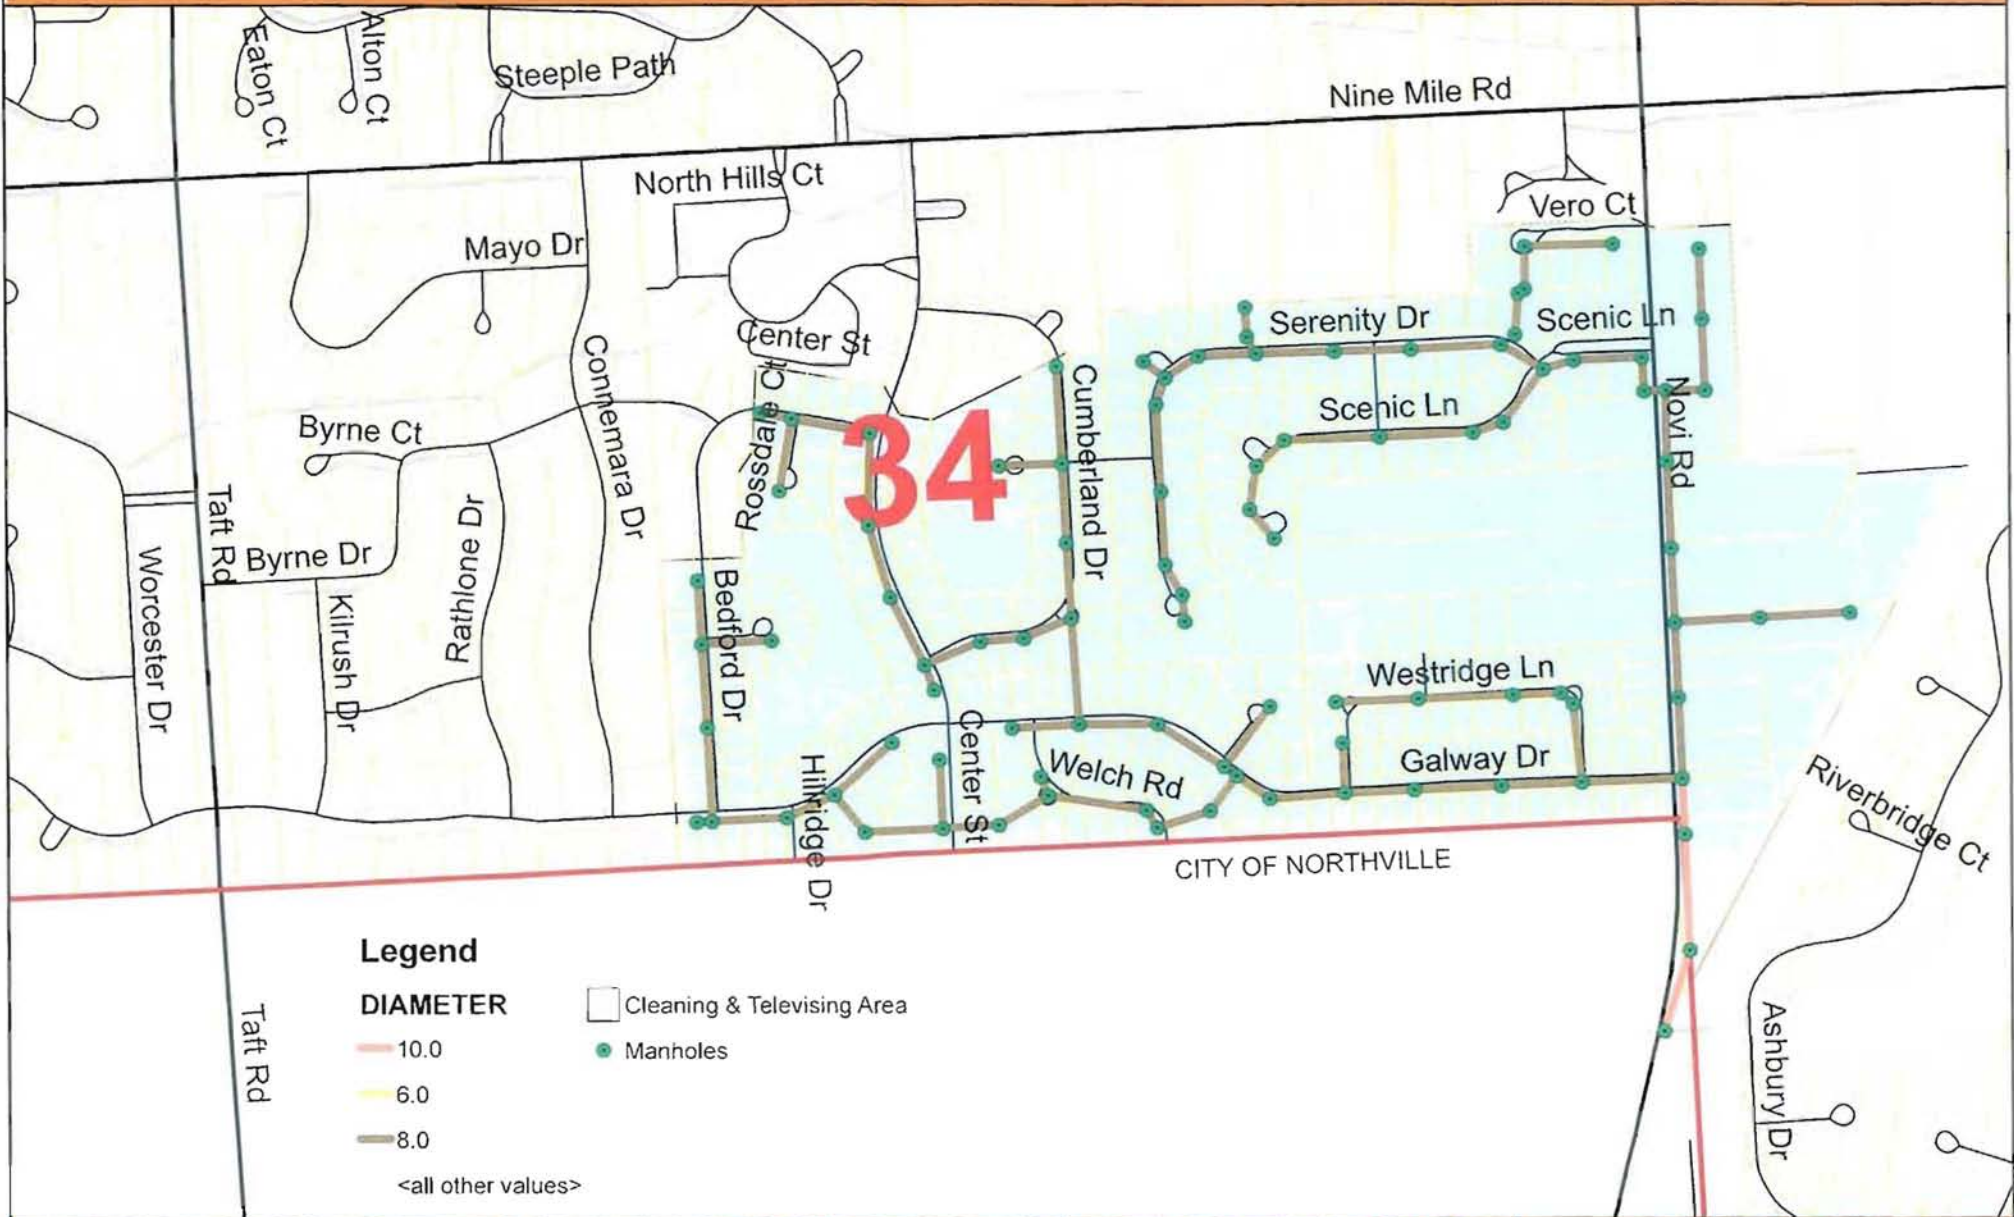 Eaton Ct
Alton Ct
Steeple Path
Nine Mile Rd
North Hills Ct
Vero Ct
Mayo Dr
Serenity Dr
Scenic Ln
Center St
Connemara Dr
Rossdale Ct
Cumberland Dr
Novi Rd
Scenic Ln
Byrne Ct
34
Taft Rd
Rathlone Dr
Byrne Dr
Worcester Dr
Kilrush Dr
Bedford Dr
Westridge Ln
Center St
Hillridge Dr
Welch Rd
Galway Dr
Riverbridge Ct
CITY OF NORTHVILLE
Legend
DIAMETER
Cleaning & Televising Area
10.0
Manholes
6.0
8.0
<all other values>
Taft Rd
Ashbury Dr